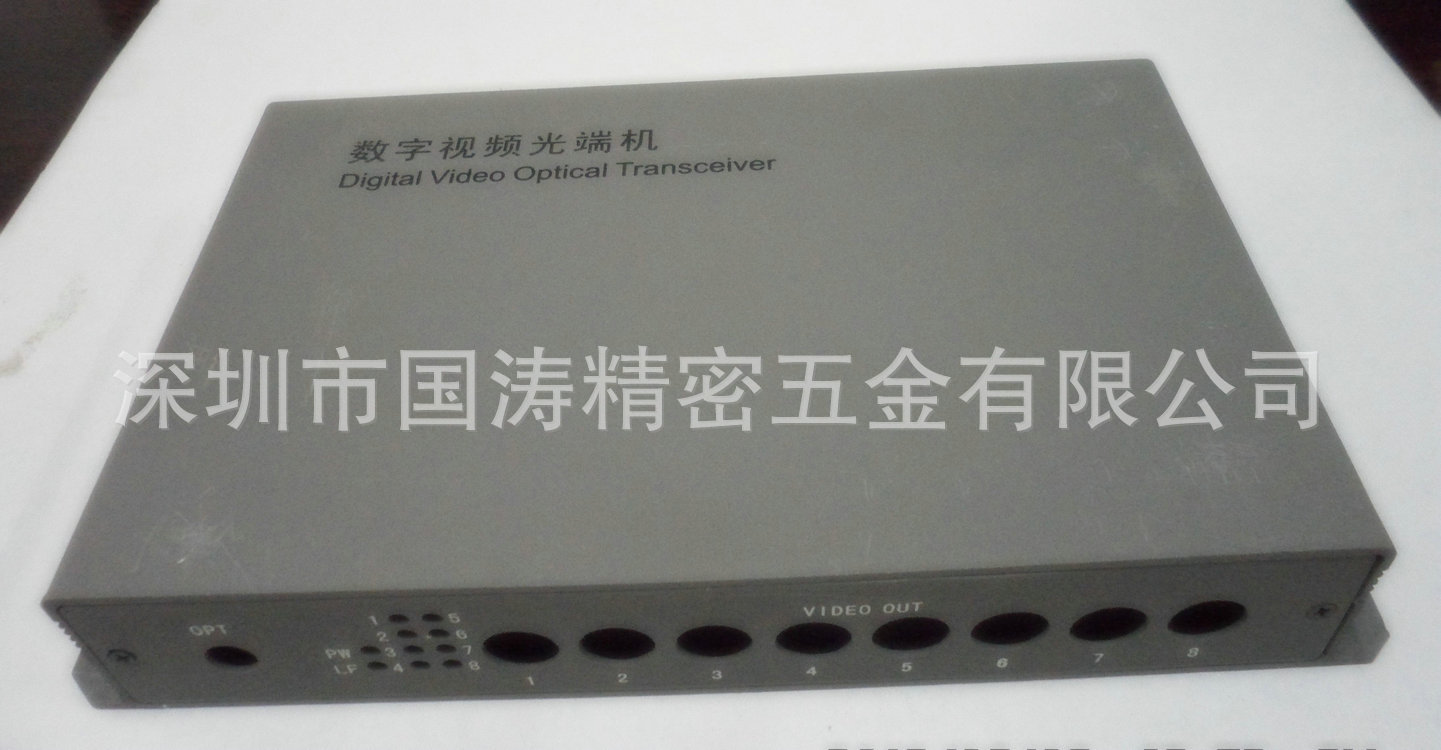 数字视频光端机
Digital Video Optical Transceiver
深圳市国涛精密五金有限公司
VIDEO OUT
OPT
1 5
2 6
PW 3 7
LF 4 8
1 2 3 4 5 6 7 8